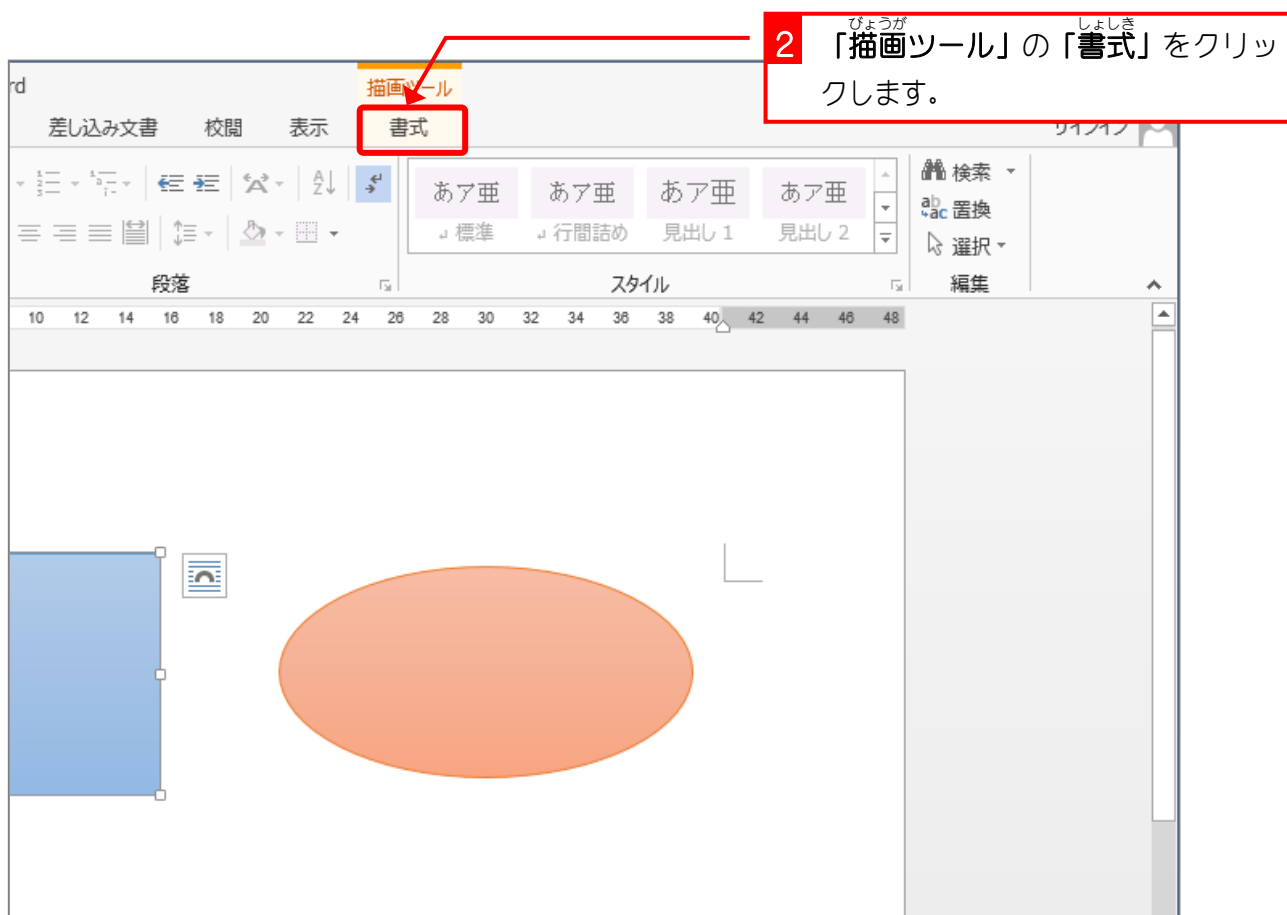 びょうが しょしき
2 「描画ツール」の「書式」をクリッ
クします。
rd 描画ツール
差し込み文書 校閲 表示 書式 サインイン
あア亜 あア亜 あア亜 あア亜
↲ 標準 ↲ 行間詰め 見出し 1 見出し 2
検索
置換
選択
段落 スタイル 編集
10 12 14 16 18 20 22 24 26 28 30 32 34 36 38 40 42 44 46 48